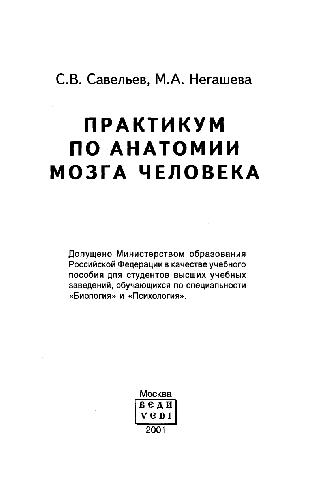 С.В. Савельев, М.А. Негашева
ПРАКТИКУМ
ПО АНАТОМИИ
МОЗГА ЧЕЛОВЕКА
Допущено Министерством образования
Российской Федерации в качестве учебного
пособия для студентов высших учебных
заведений, обучающихся по специальности
«Биология» и «Психология».
Москва
ВЕДИ
VEDI
2001